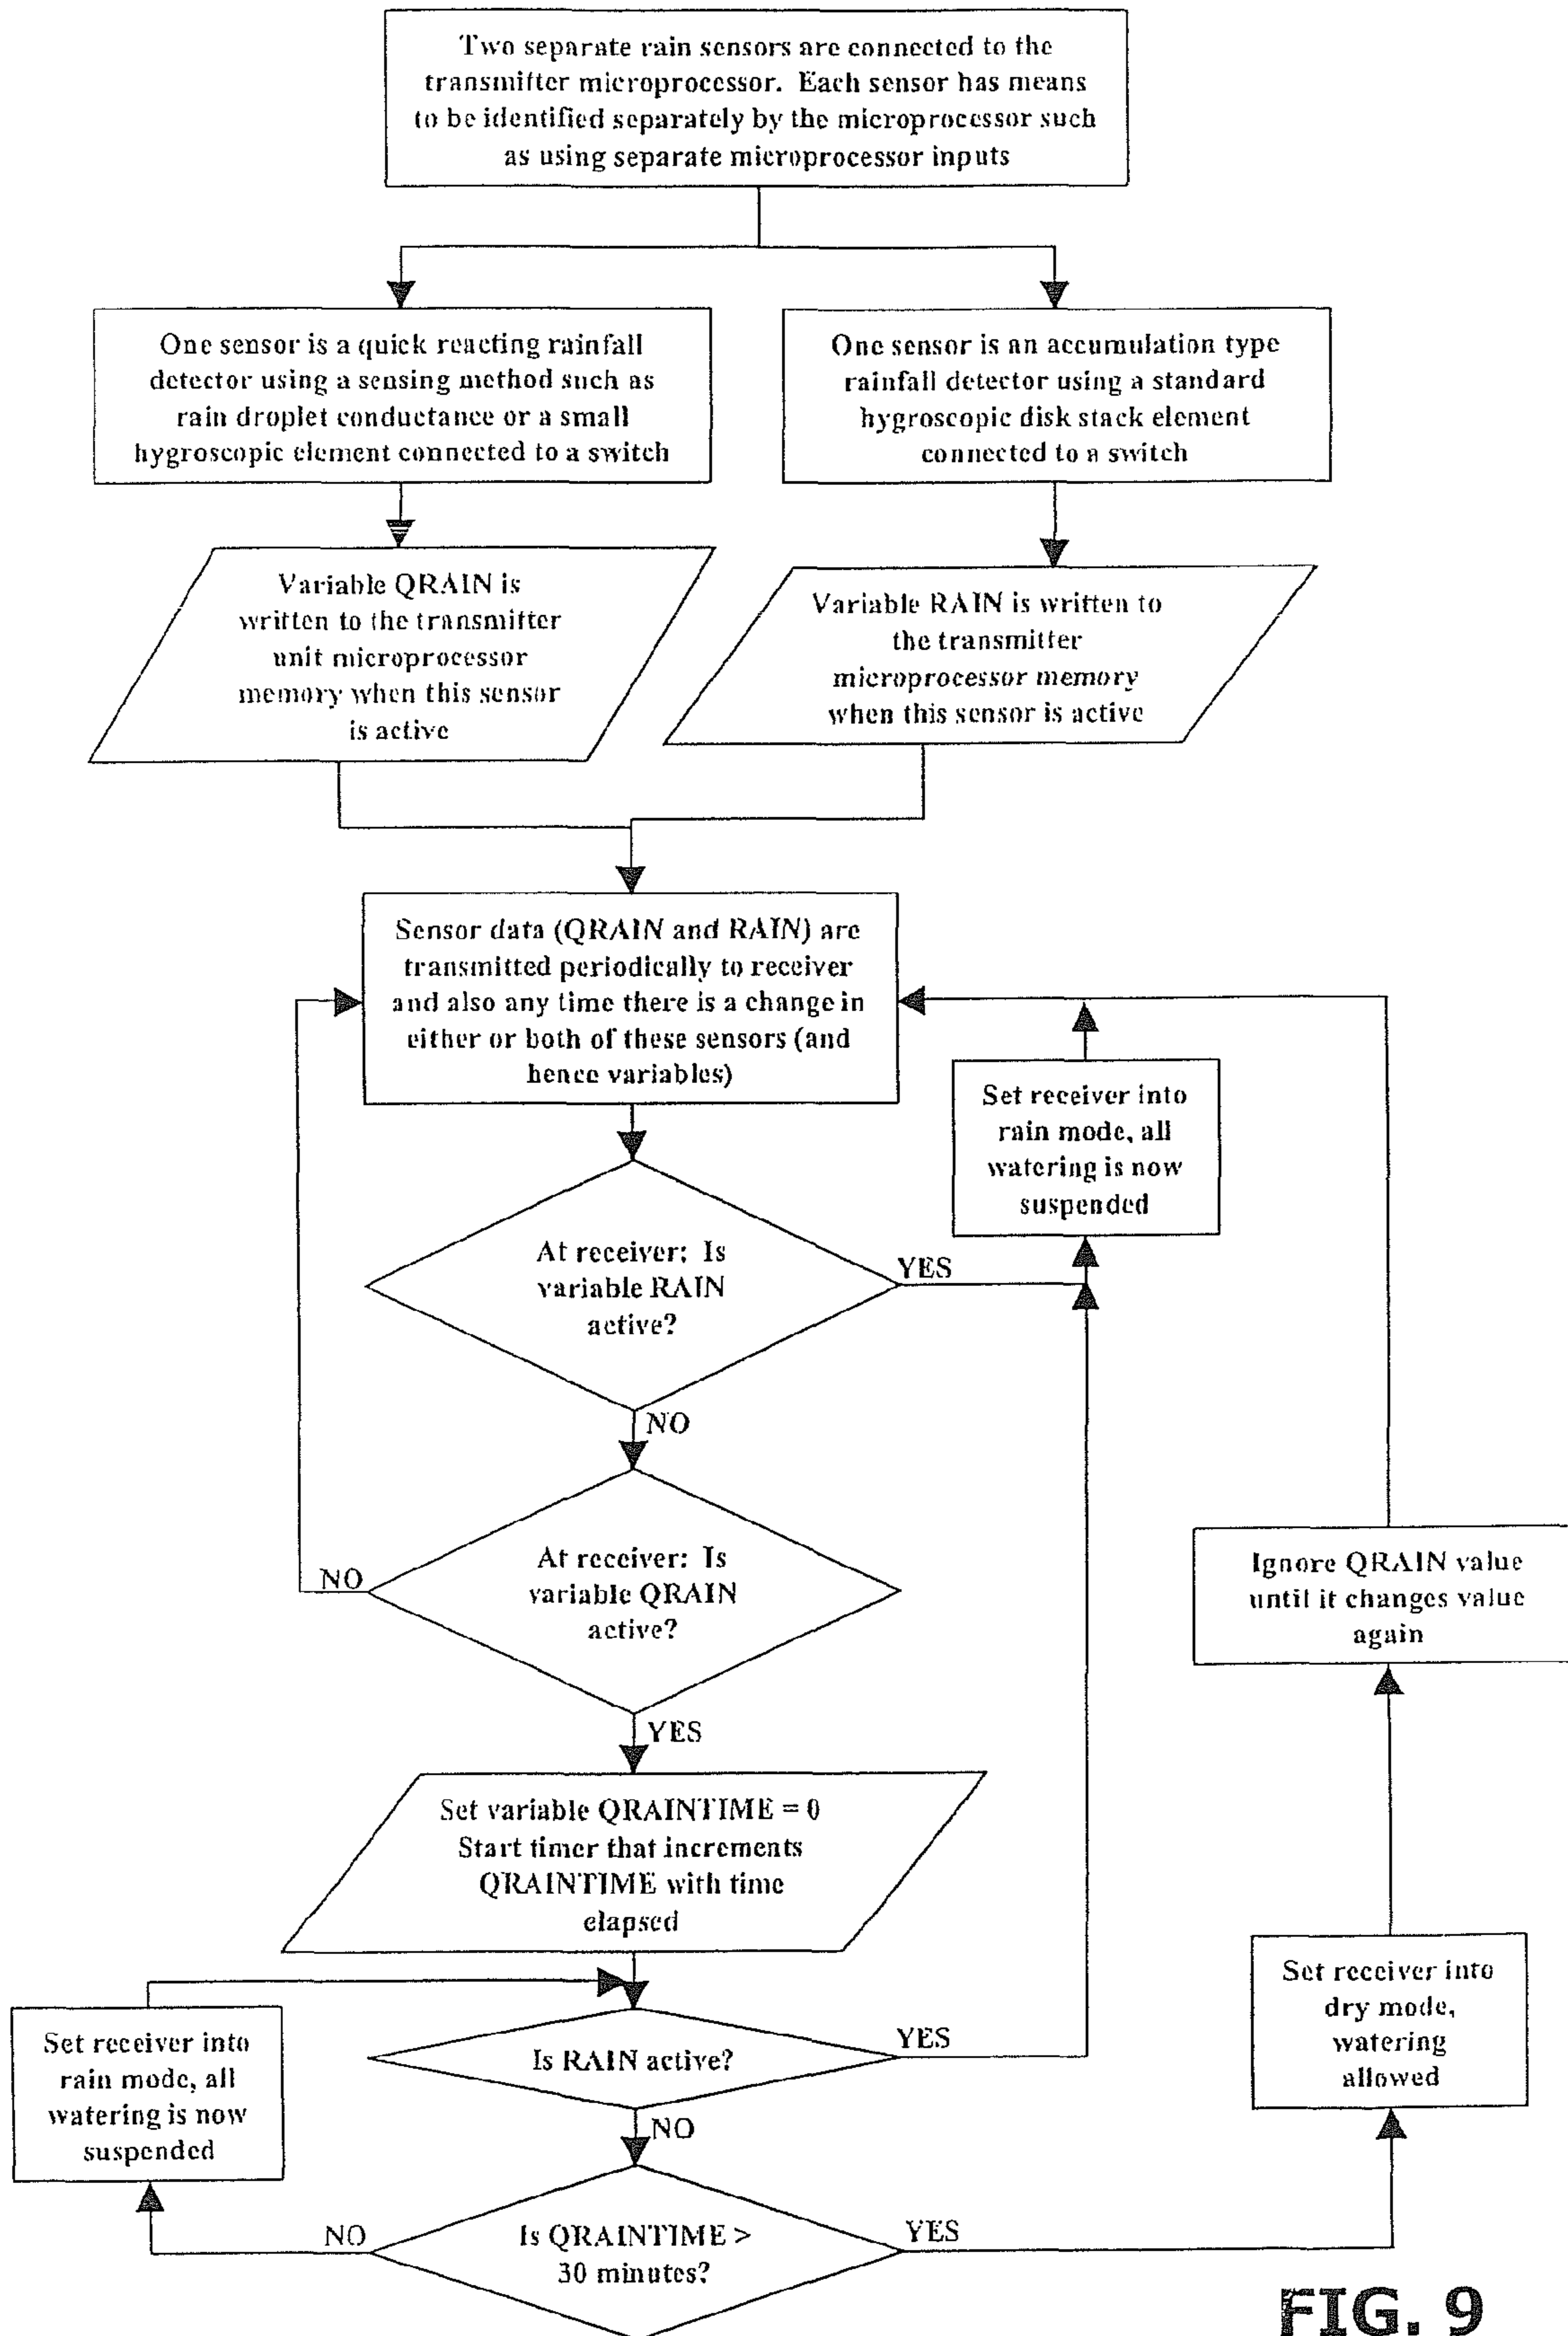 Two separate rain sensors are connected to the
transmitter microprocessor. Each sensor has means
to be identified separately by the microprocessor such
as using separate microprocessor inputs
One sensor is a quick reacting rainfall
detector using a sensing method such as
rain droplet conductance or a small
hygroscopic element connected to a switch
One sensor is an accumulation type
rainfall detector using a standard
hygroscopic disk stack element
connected to a switch
Variable QRAIN is
written to the transmitter
unit microprocessor
memory when this sensor
is active
Variable RAIN is written to
the transmitter
microprocessor memory
when this sensor is active
Sensor data (QRAIN and RAIN) are
transmitted periodically to receiver
and also any time there is a change in
either or both of these sensors (and
hence variables)
Set receiver into
rain mode, all
watering is now
suspended
At receiver: Is
variable RAIN
active?
YES
NO
At receiver: Is
variable QRAIN
active?
NO
YES
Ignore QRAIN value
until it changes value
again
Set variable QRAINTIME = 0
Start timer that increments
QRAINTIME with time
elapsed
Set receiver into
rain mode, all
watering is now
suspended
Is RAIN active?
YES
NO
Set receiver into
dry mode,
watering
allowed
Is QRAINTIME >
30 minutes?
NO
YES
FIG. 9